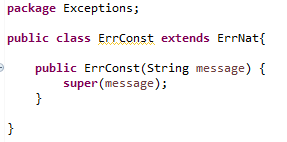 package Exceptions;
public class ErrConst extends ErrNat{
public ErrConst(String message) {
super(message);
}
}